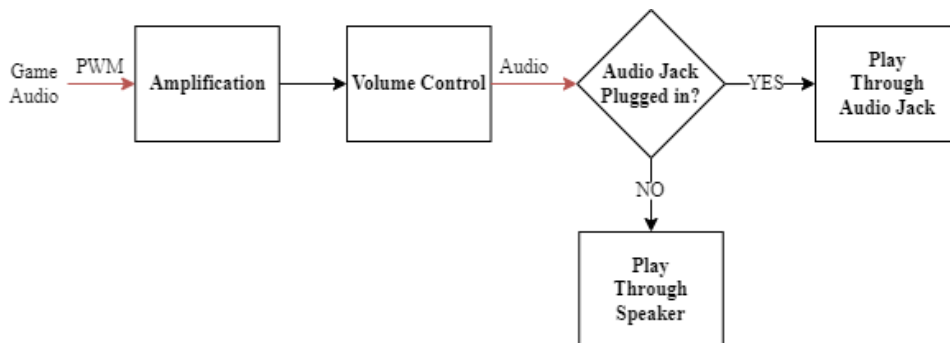 Game
Audio
PWM
Amplification
Volume Control
Audio
Audio Jack
Plugged in?
YES
Play
Through
Audio Jack
NO
Play
Through
Speaker